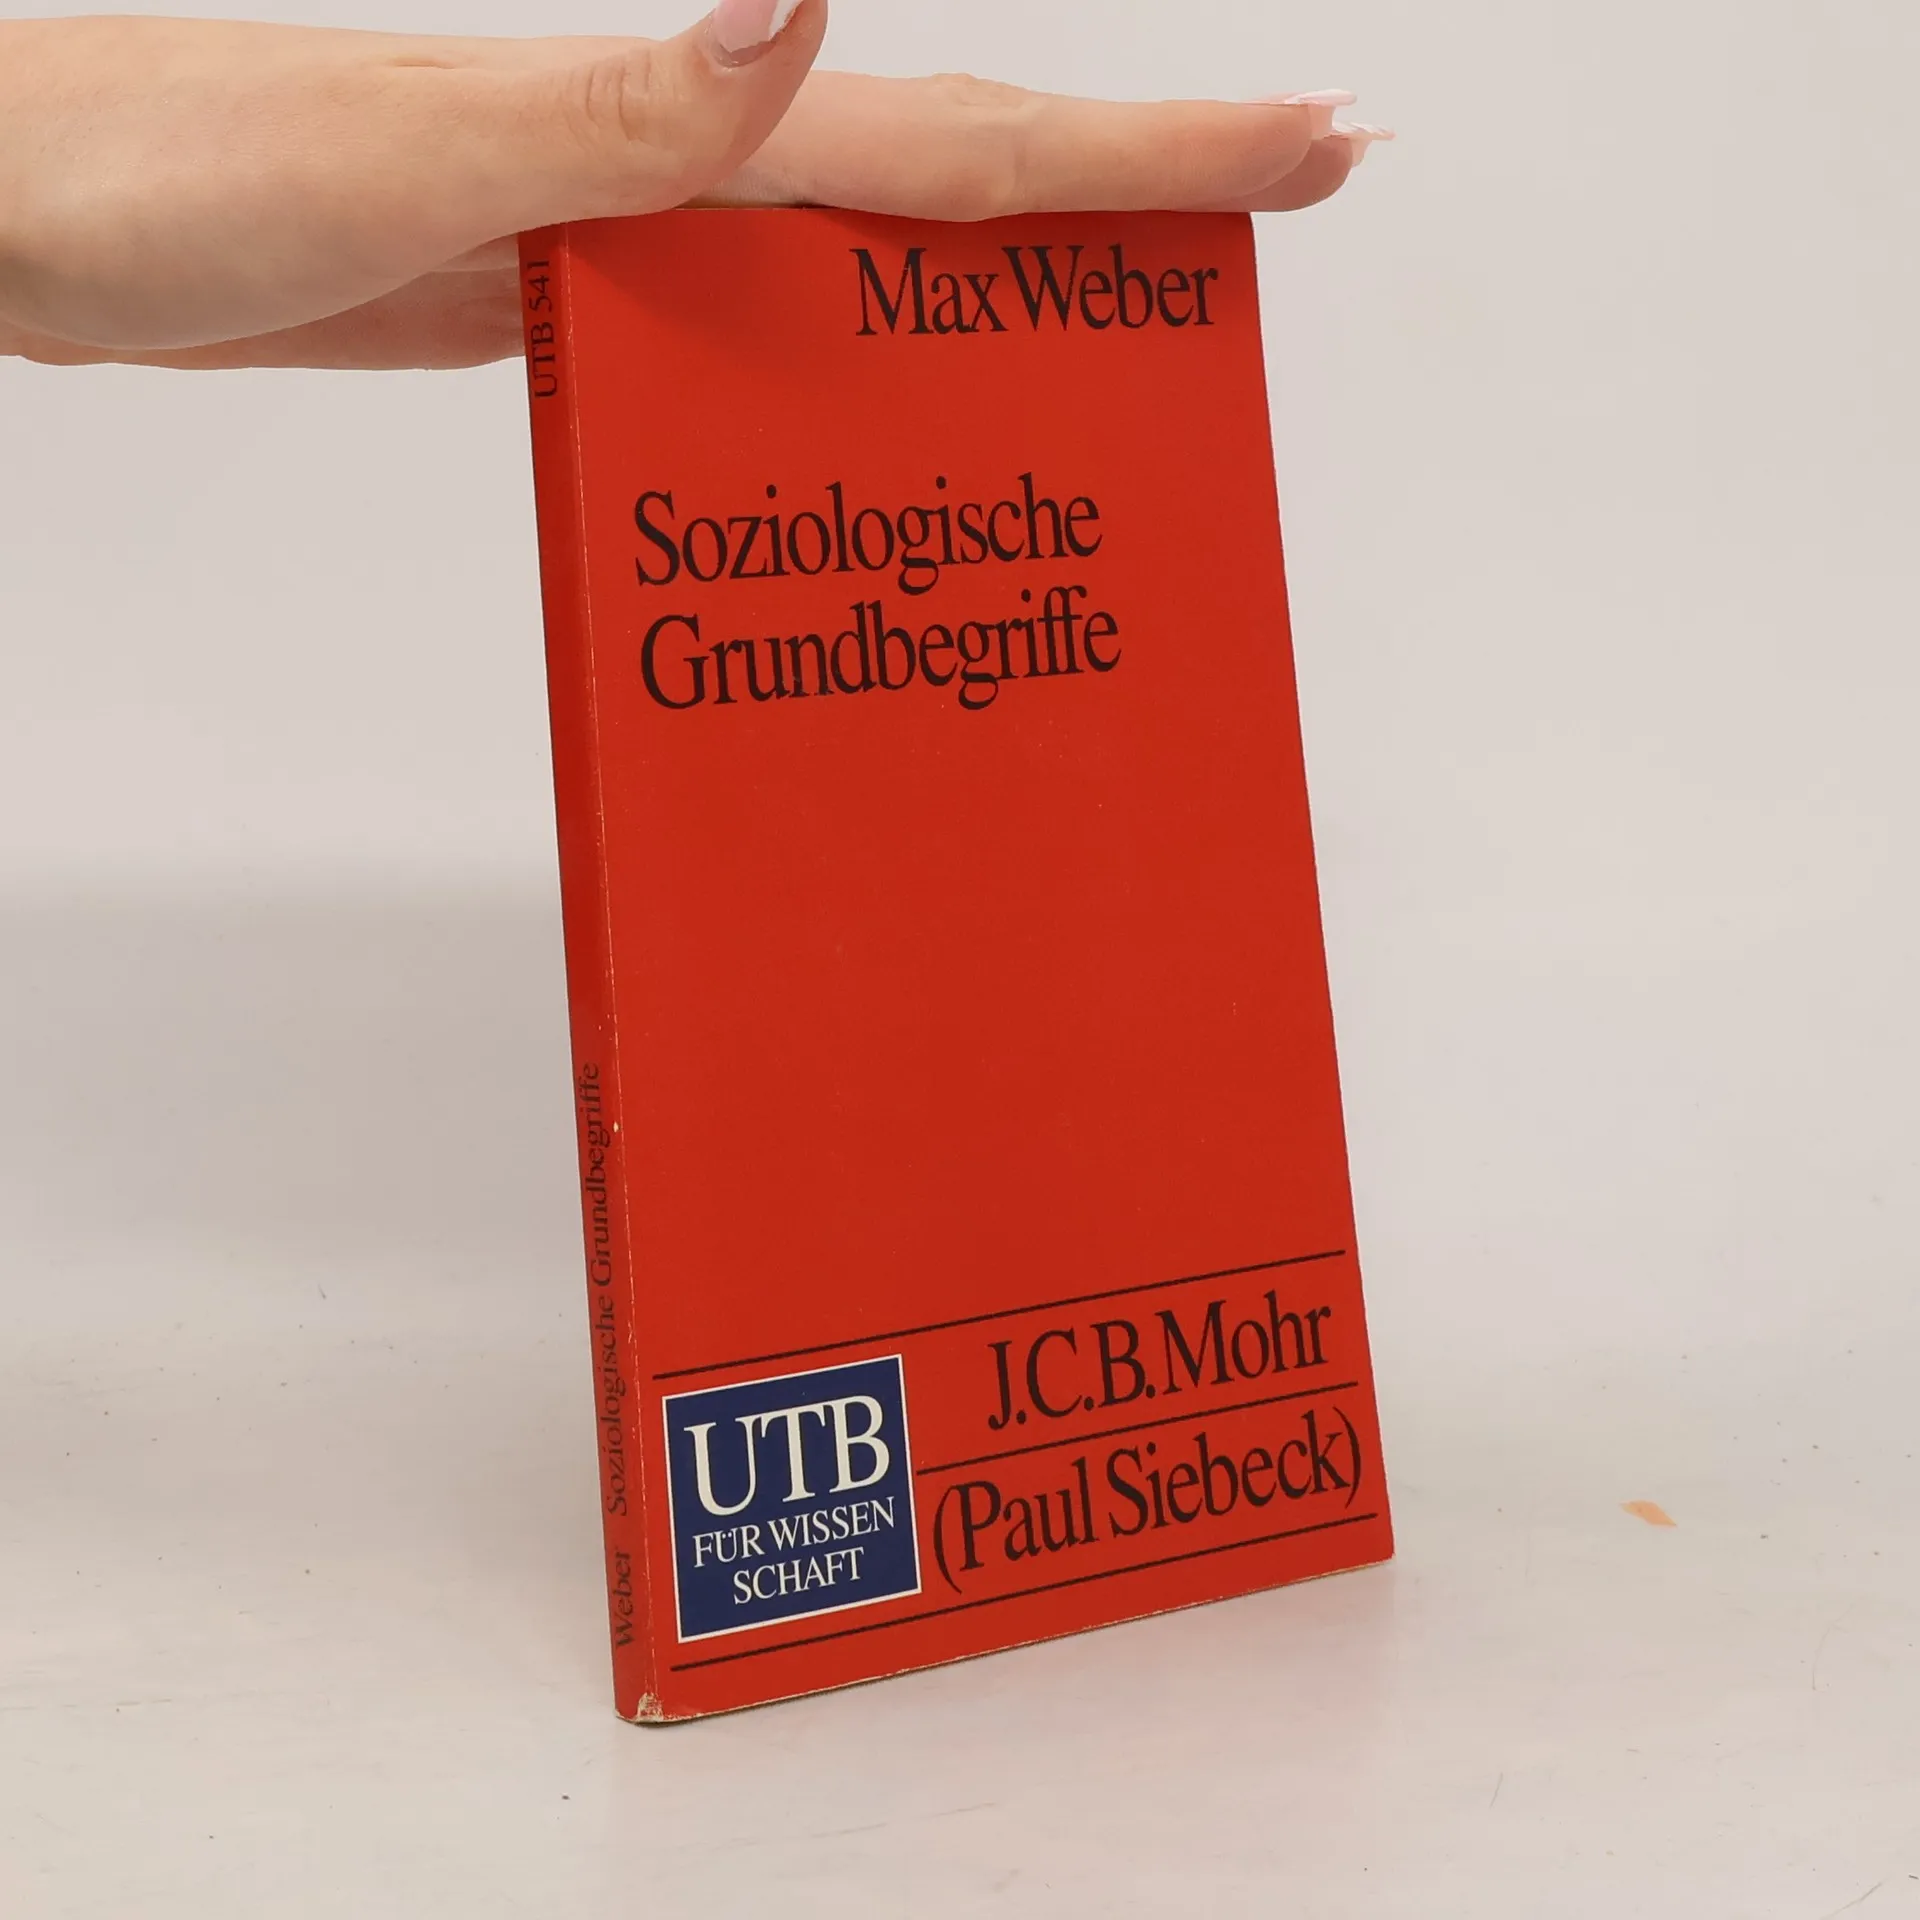 Max Weber
Soziologische
Grundbegriffe
J.C.B. Mohr
(Paul Siebeck)
UTB
FÜR WISSEN
SCHAFT
UTB 541
Weber Soziologische Grundbegriffe